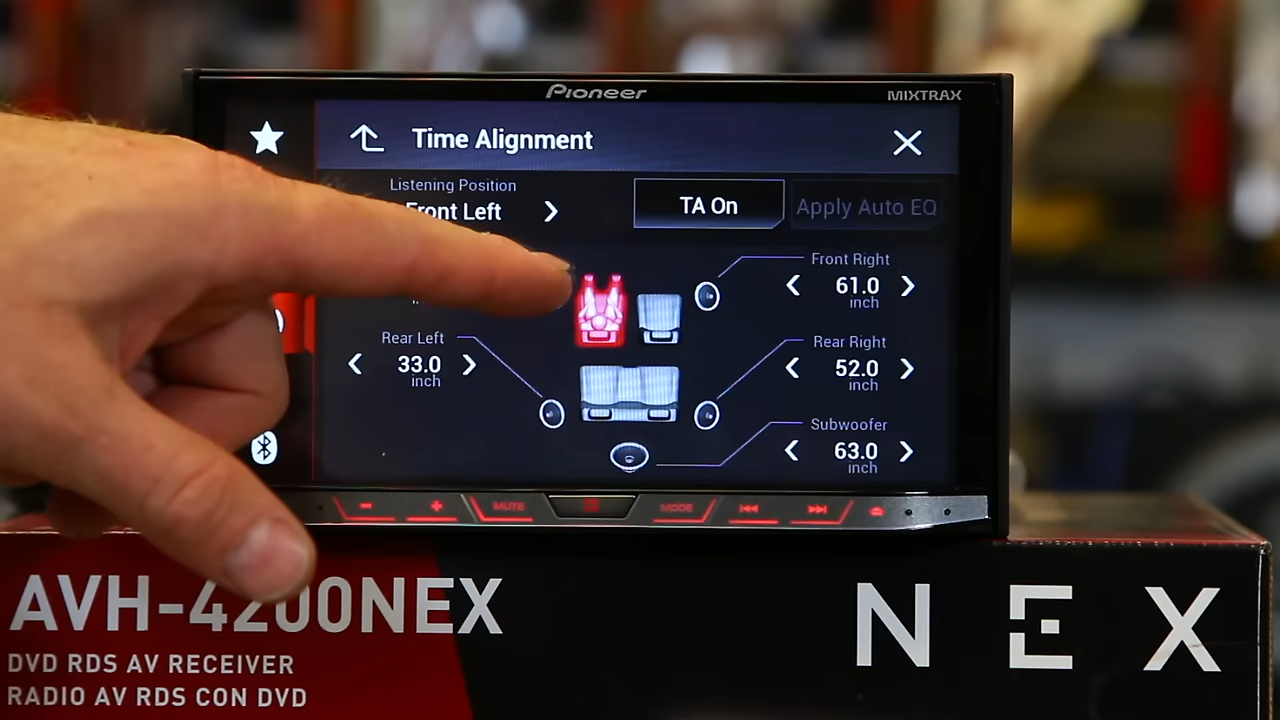 Pioneer
MIXTRAX
Time Alignment
Listening Position
Front Left
TA On
Apply Auto EQ
Front Right
61.0
inch
Rear Left
33.0
inch
Rear Right
52.0
inch
Subwoofer
63.0
inch
- + MUTE MODE
AVH-4200NEX
NEX
DVD RDS AV RECEIVER
RADIO AV RDS CON DVD